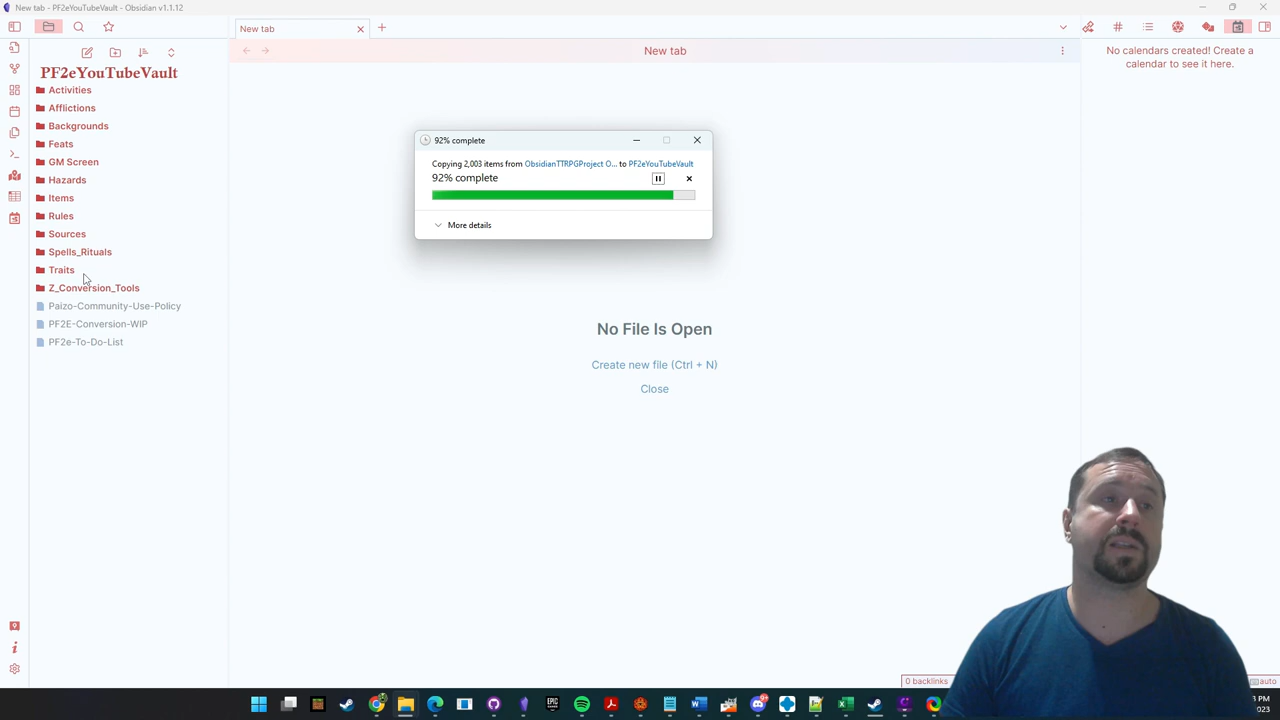 New tab - PF2eYouTubeVault - Obsidian v1.1.12
New tab
New tab
PF2eYouTubeVault
Activities
Afflictions
Backgrounds
Feats
GM Screen
Hazards
Items
Rules
Sources
Spells_Rituals
Traits
Z_Conversion_Tools
Paizo-Community-Use-Policy
PF2E-Conversion-WIP
PF2e-To-Do-List
92% complete
Copying 2,003 items from ObsidianTTRPGProject O... to PF2eYouTubeVault
92% complete
More details
No File Is Open
Create new file (Ctrl + N)
Close
No calendars created! Create a
calendar to see it here.
0 backlinks
auto
PM
EPIC